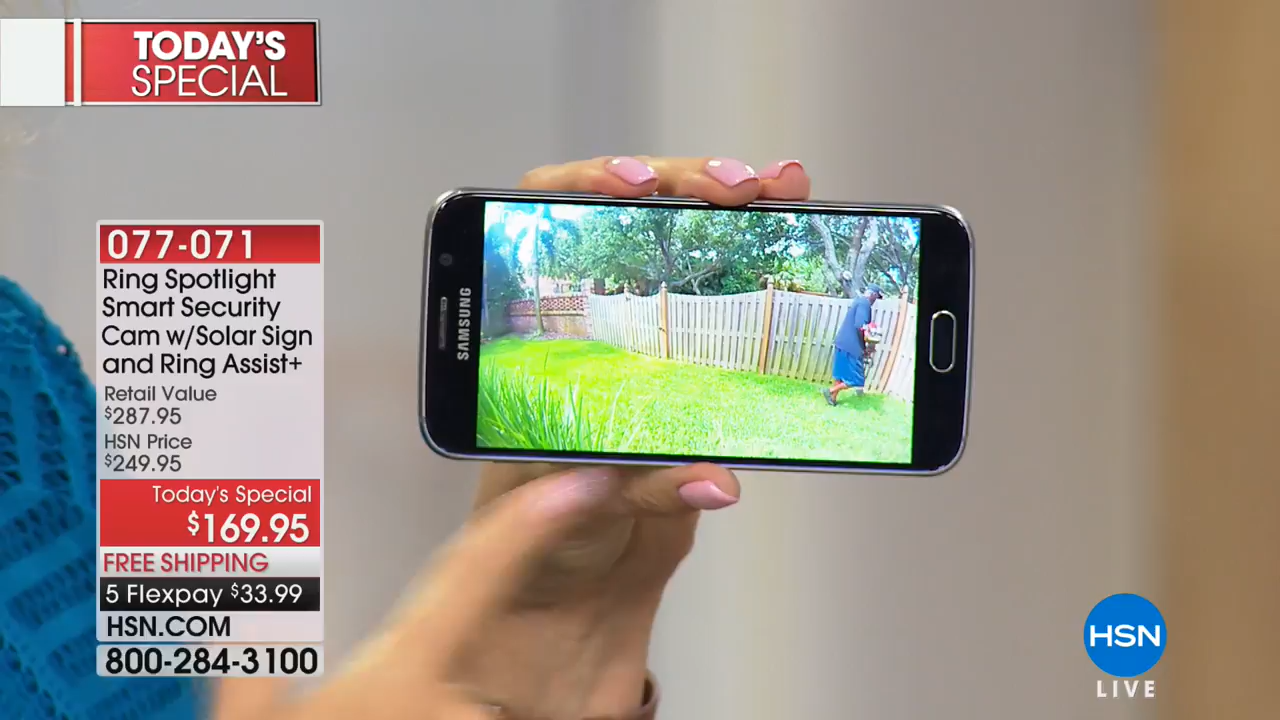 TODAY'S
SPECIAL
077-071
Ring Spotlight
Smart Security
Cam w/Solar Sign
and Ring Assist+
Retail Value
$287.95
HSN Price
$249.95
Today's Special
$169.95
FREE SHIPPING
5 Flexpay $33.99
HSN.COM
800-284-3100
SAMSUNG
HSN
LIVE